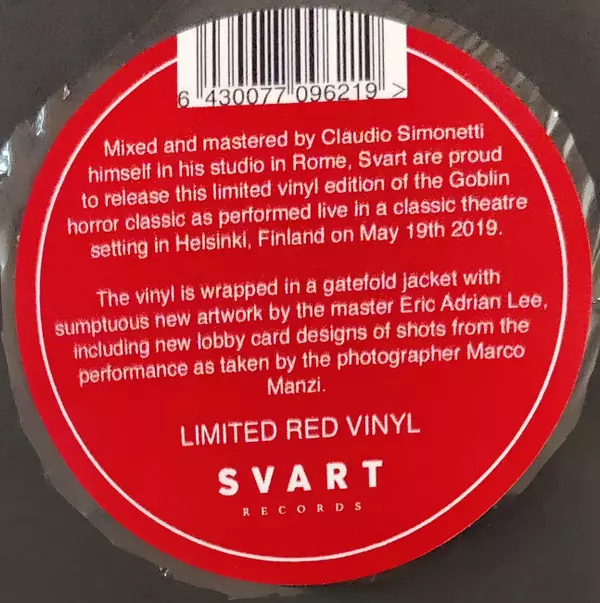 6 430077 096219 >
Mixed and mastered by Claudio Simonetti
himself in his studio in Rome, Svart are proud
to release this limited vinyl edition of the Goblin
horror classic as performed live in a classic theatre
setting in Helsinki, Finland on May 19th 2019.
The vinyl is wrapped in a gatefold jacket with
sumptuous new artwork by the master Eric Adrian Lee,
including new lobby card designs of shots from the
performance as taken by the photographer Marco
Manzi.
LIMITED RED VINYL
SVART
RECORDS